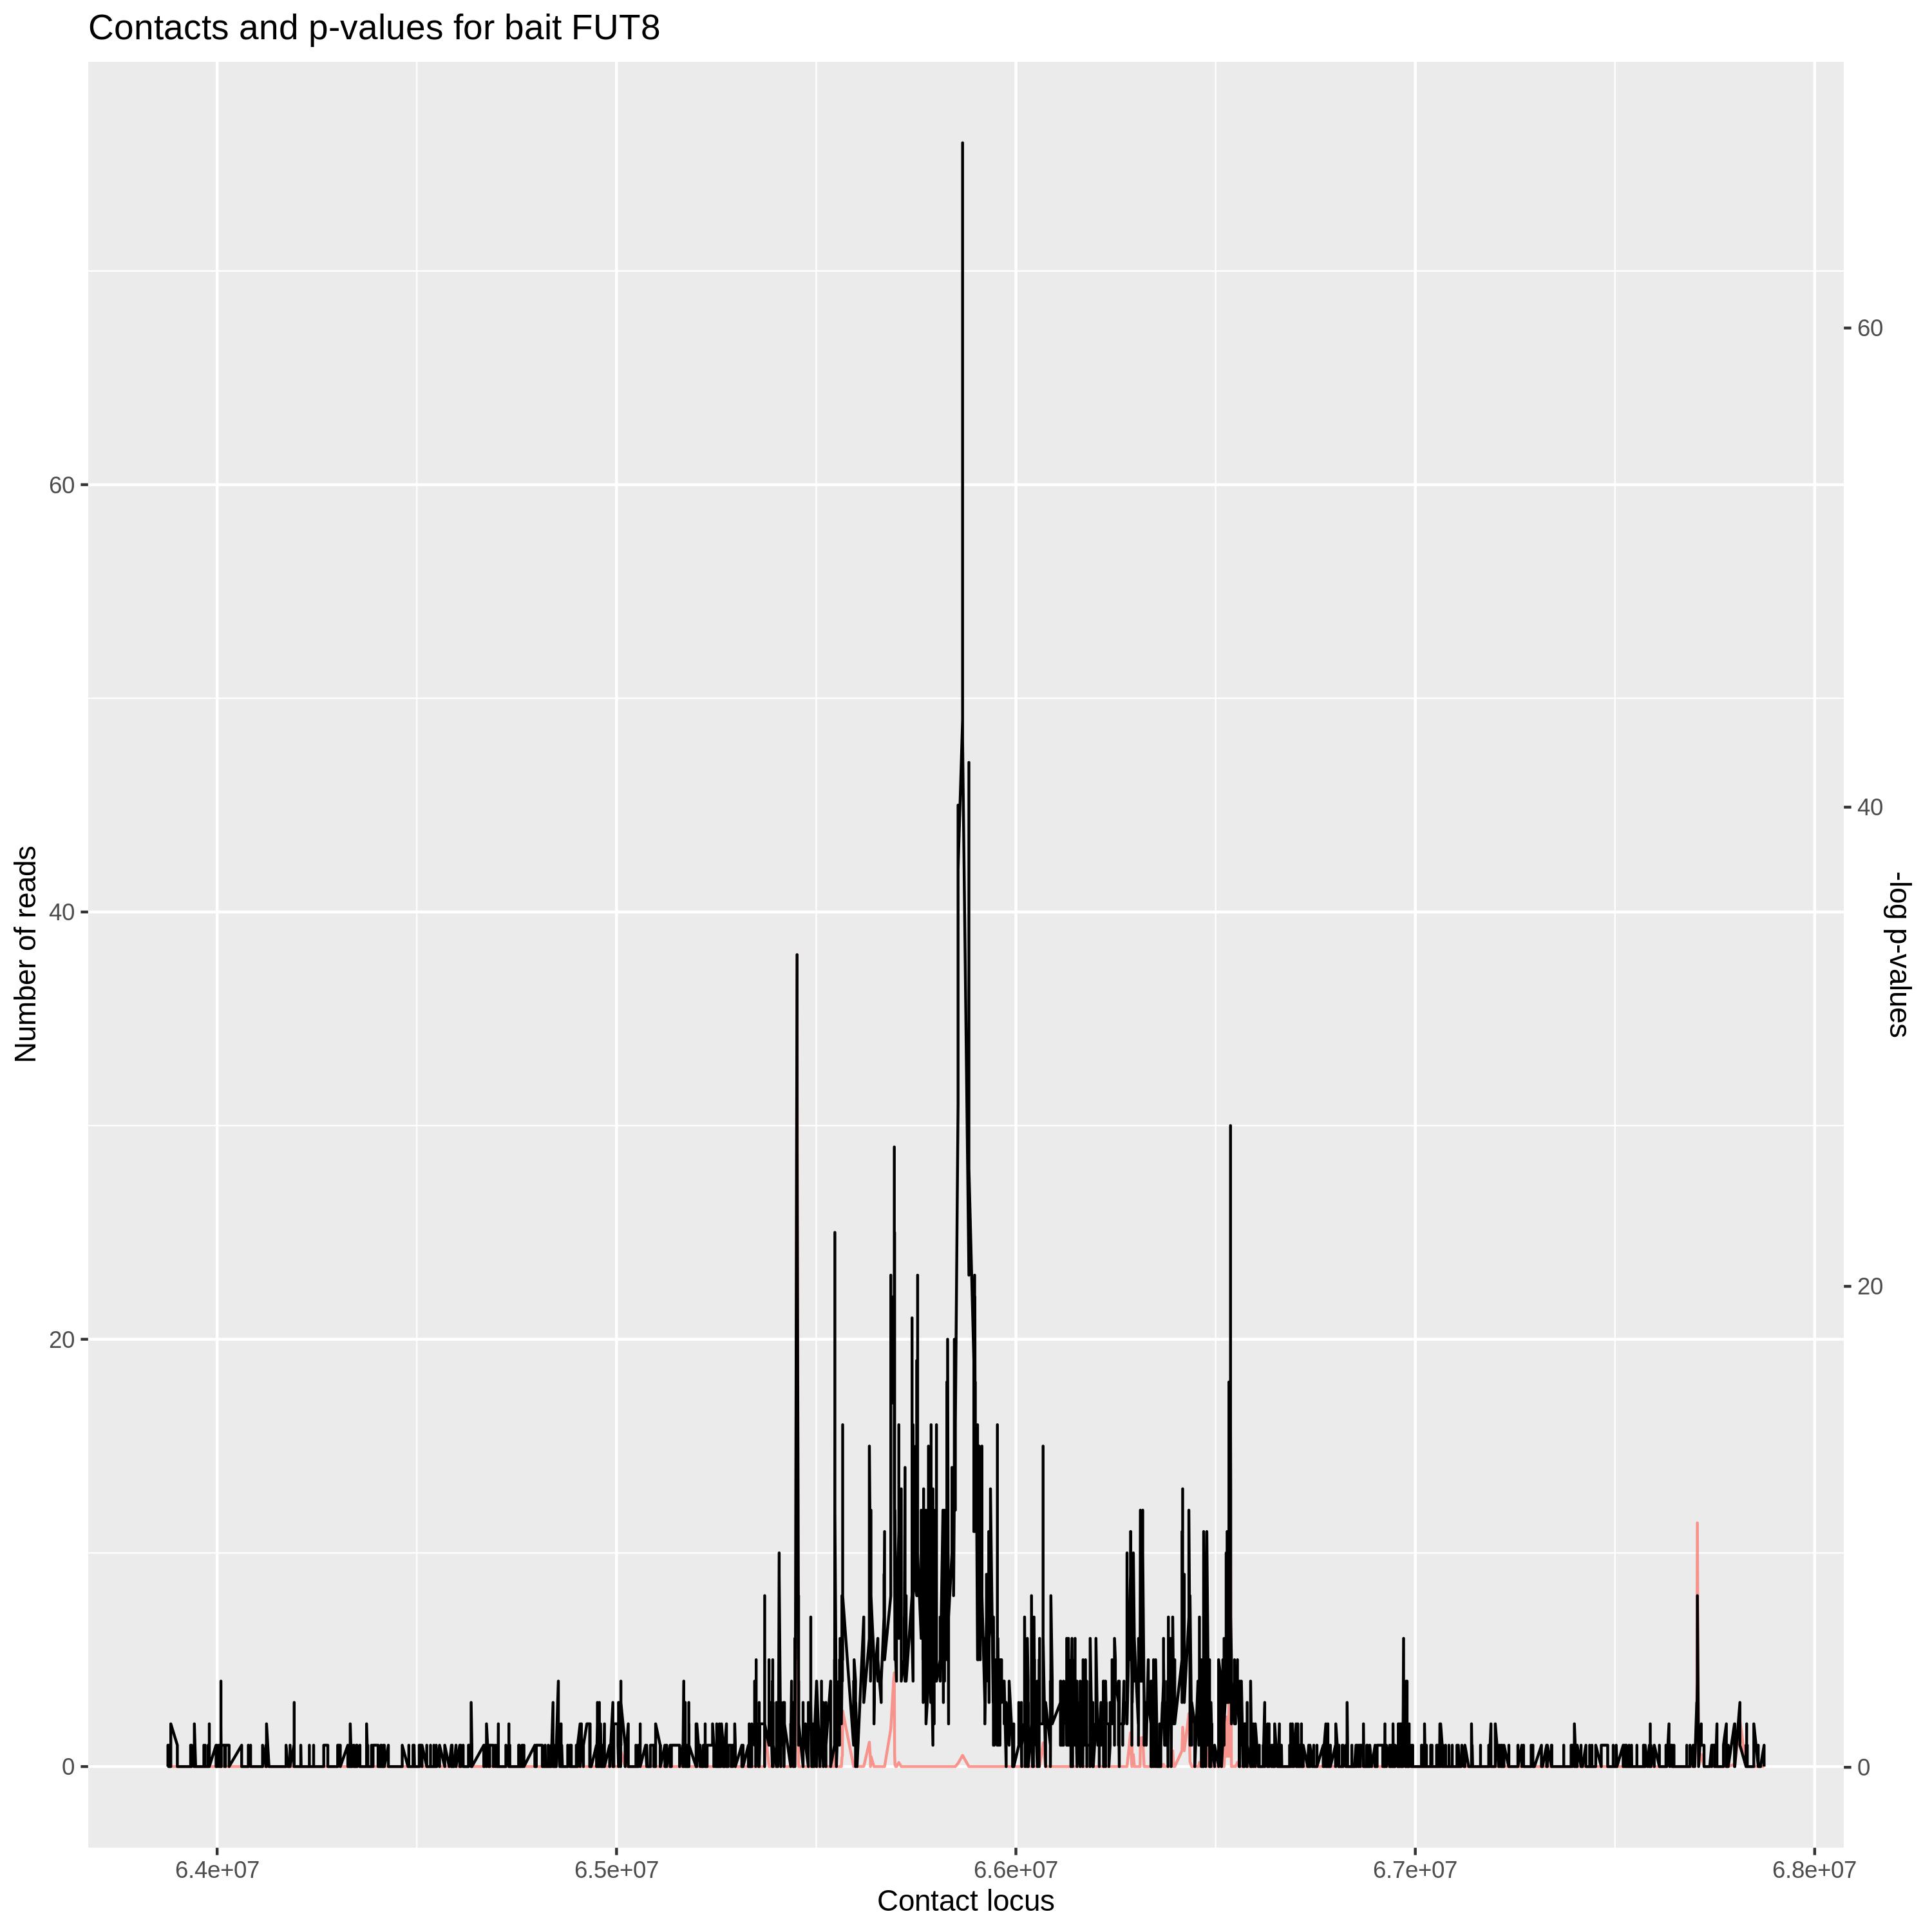 Contacts and p-values for bait FUT8
60
40
20
0
Number of reads
60
40
20
0
-log p-values
6.4e+07 6.5e+07 6.6e+07 6.7e+07 6.8e+07
Contact locus